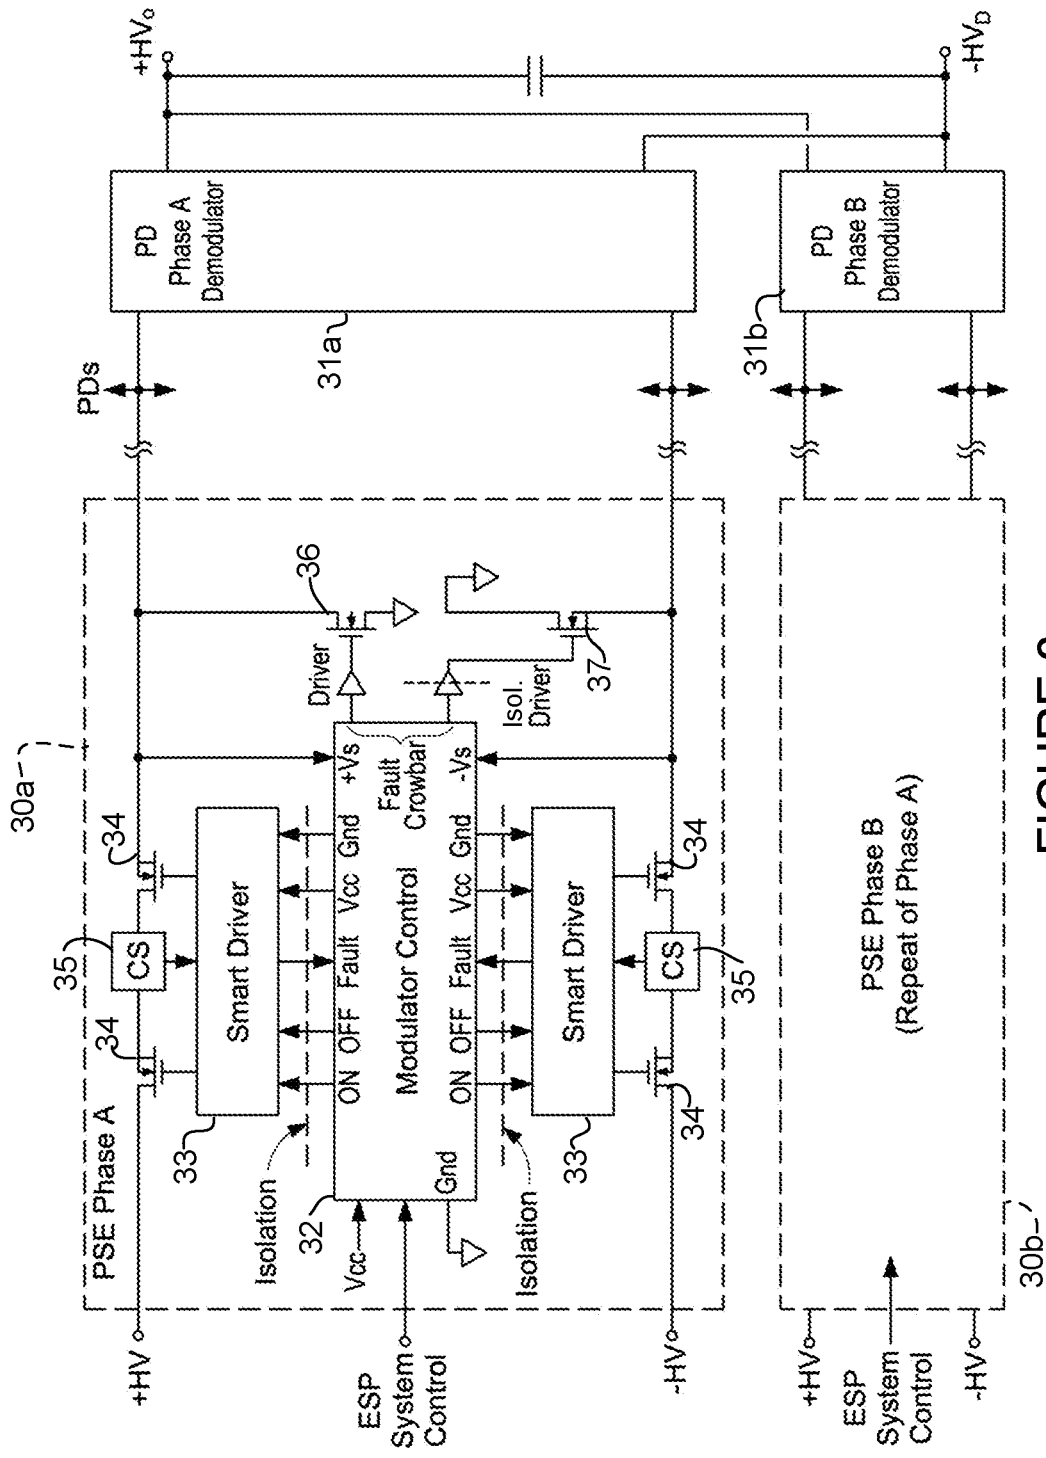 30a
PSE Phase A
+HV
34
35
CS
34
33
Smart Driver
Isolation
32
Vcc
ESP
System
Control
ON OFF Fault Vcc Gnd +Vs
Modulator Control
Fault
Crowbar
Gnd
ON OFF Fault Vcc Gnd -Vs
Driver
36
Isol.
Driver
37
Isolation
33
Smart Driver
34
CS
35
34
-HV
PDs
31a
PD
Phase A
Demodulator
+HVo
-HVD
+HV
ESP
System
Control
-HV
PSE Phase B
(Repeat of Phase A)
30b
31b
PD
Phase B
Demodulator